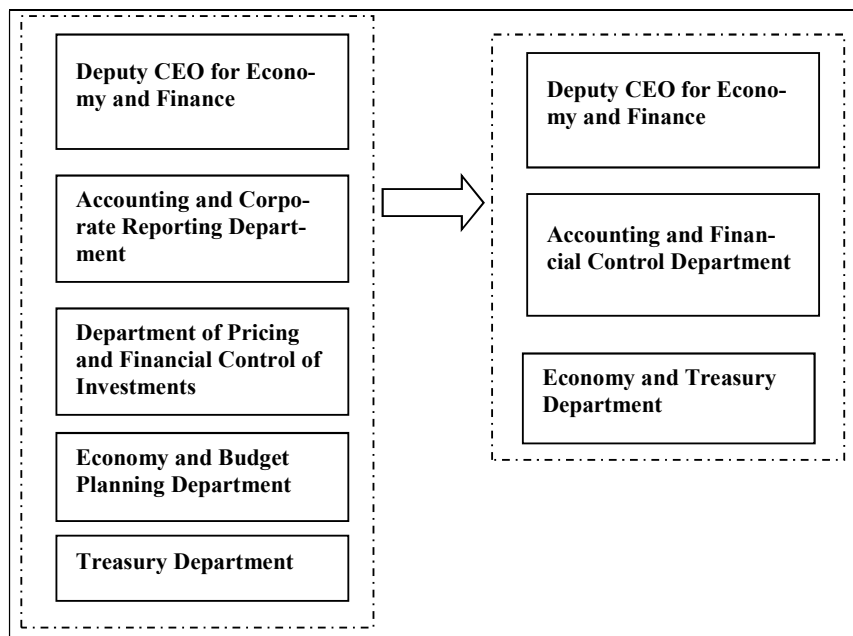 Deputy CEO for Econo-
my and Finance
Accounting and Corpo-
rate Reporting Depart-
ment
Department of Pricing
and Financial Control of
Investments
Economy and Budget
Planning Department
Treasury Department
Deputy CEO for Econo-
my and Finance
Accounting and Finan-
cial Control Department
Economy and Treasury
Department